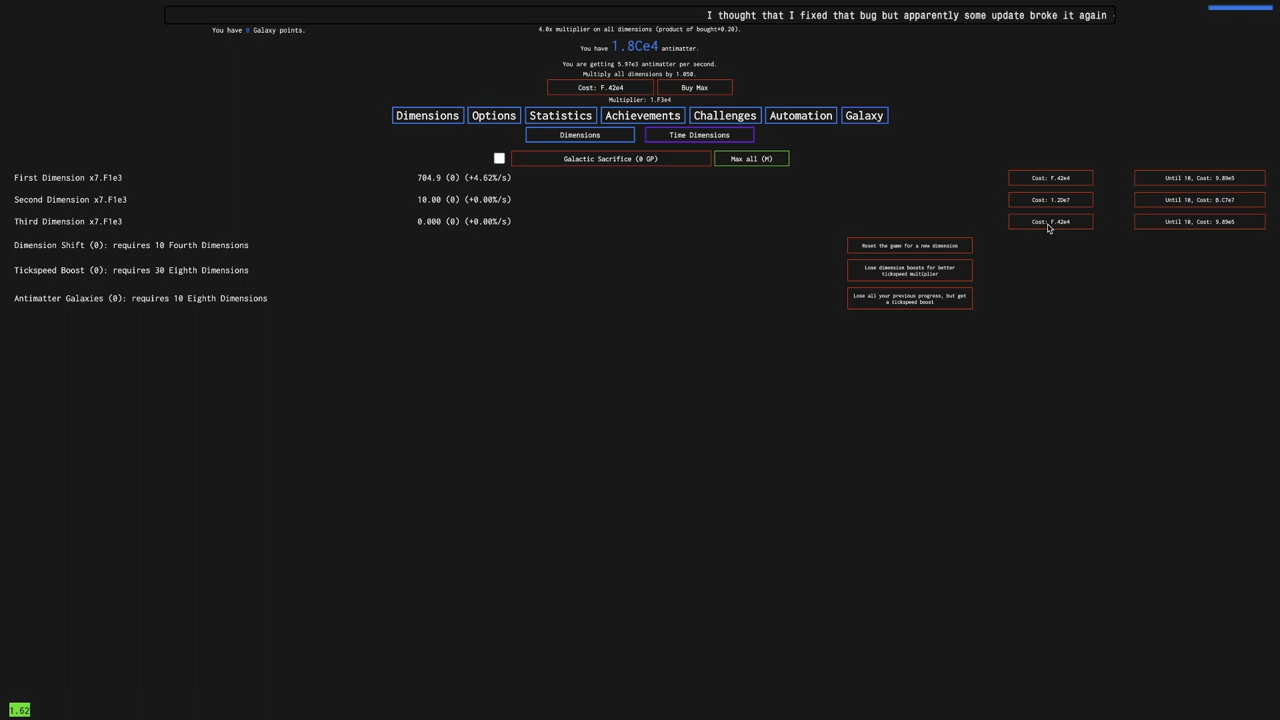 I thought that I fixed that bug but apparently some update broke it again
You have 0 Galaxy points.
4.0x multiplier on all dimensions (product of bought*0.20).
You have 1.8Ce4 antimatter.
You are getting 5.97e3 antimatter per second.
Multiply all dimensions by 1.050.
Cost: F.42e4 Buy Max
Multiplier: 1.F3e4
Dimensions Options Statistics Achievements Challenges Automation Galaxy
Dimensions Time Dimensions
Galactic Sacrifice (0 GP) Max all (M)
First Dimension x7.F1e3 704.9 (0) (+4.62%/s) Cost: F.42e4 Until 10, Cost: 9.89e5
Second Dimension x7.F1e3 10.00 (0) (+0.00%/s) Cost: 1.2De7 Until 10, Cost: B.C7e7
Third Dimension x7.F1e3 0.000 (0) (+0.00%/s) Cost: F.42e4 Until 10, Cost: 9.89e5
Dimension Shift (0): requires 10 Fourth Dimensions Reset the game for a new dimension
Tickspeed Boost (0): requires 30 Eighth Dimensions Lose dimension boosts for better
tickspeed multiplier
Antimatter Galaxies (0): requires 10 Eighth Dimensions Lose all your previous progress, but get
a tickspeed boost
1.62